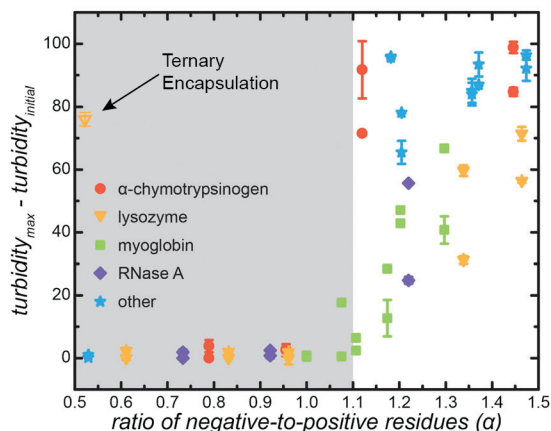 100
80
60
40
20
0
turbidity_max - turbidity_initial
Ternary
Encapsulation
α-chymotrypsinogen
lysozyme
myoglobin
RNase A
other
0.5 0.6 0.7 0.8 0.9 1.0 1.1 1.2 1.3 1.4 1.5
ratio of negative-to-positive residues (α)